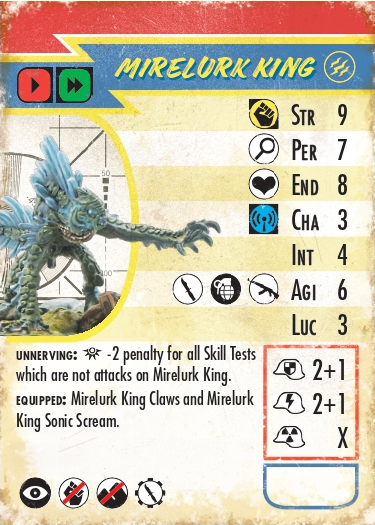 MIRELURK KING
STR 9
PER 7
END 8
CHA 3
INT 4
AGI 6
LUC 3
50
100
UNNERVING: -2 penalty for all Skill Tests
which are not attacks on Mirelurk King.
EQUIPPED: Mirelurk King Claws and Mirelurk
King Sonic Scream.
2+1
2+1
X